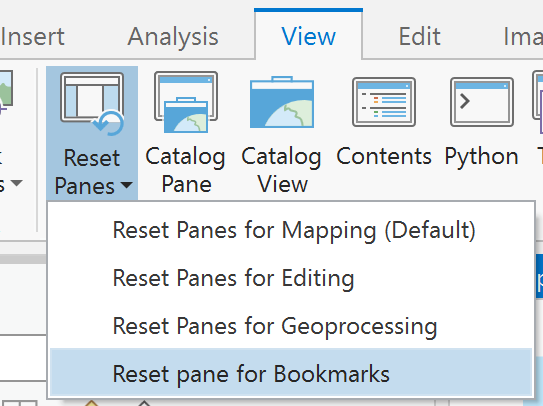 Insert Analysis View Edit Ima
Reset Catalog Catalog Contents Python
Panes Pane View
s
Reset Panes for Mapping (Default)
Reset Panes for Editing
Reset Panes for Geoprocessing
Reset pane for Bookmarks